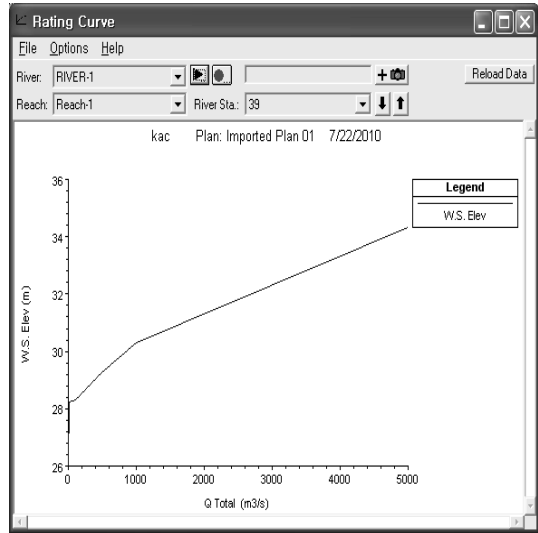 Rating Curve
File Options Help
River: RIVER-1
Reload Data
Reach: Reach-1 River Sta.: 39
kac Plan: Imported Plan 01 7/22/2010
Legend
W.S. Elev
36
34
32
30
28
26
W.S. Elev (m)
0 1000 2000 3000 4000 5000
Q Total (m3/s)